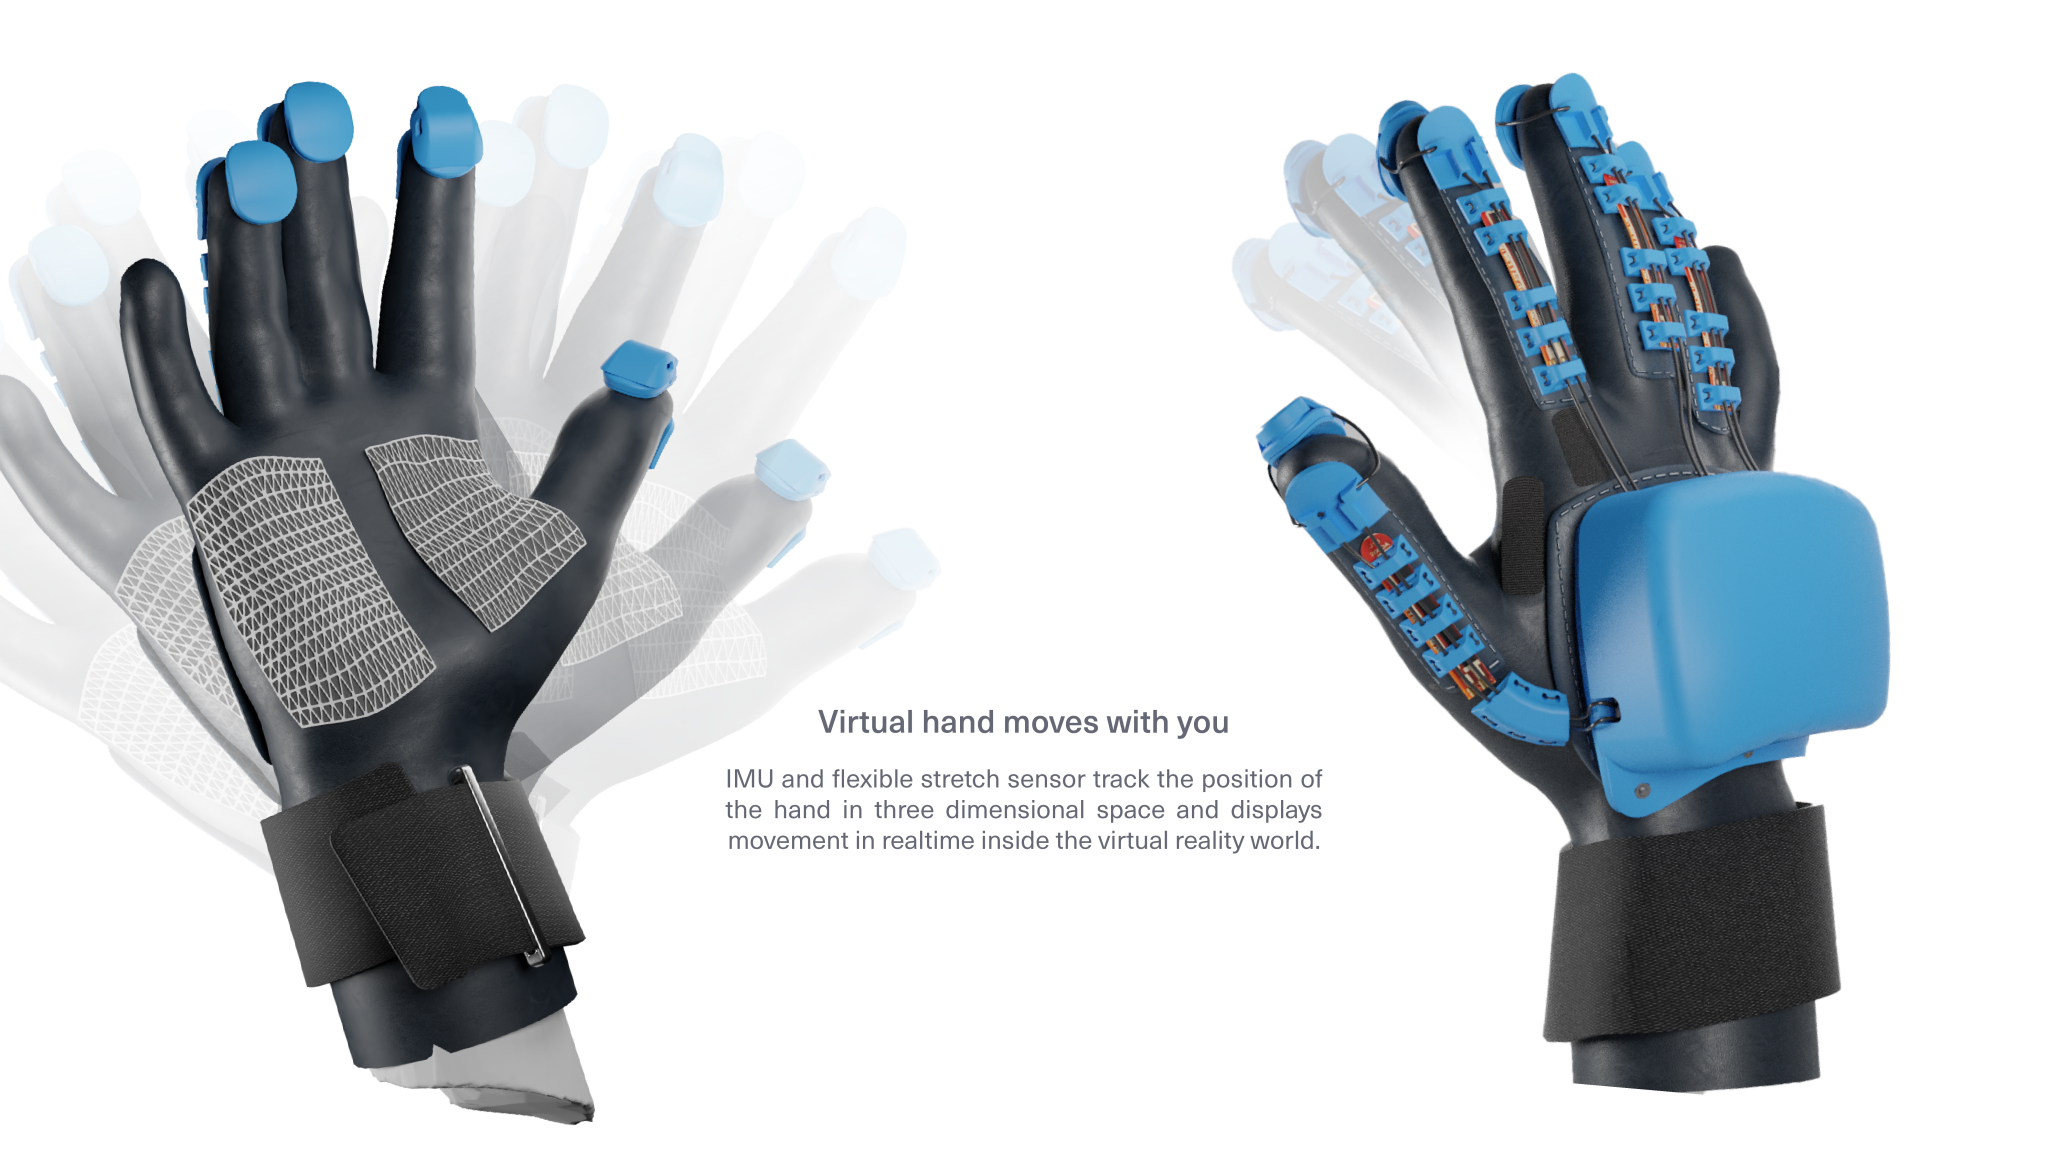 Virtual hand moves with you
IMU and flexible stretch sensor track the position of
the hand in three dimensional space and displays
movement in realtime inside the virtual reality world.